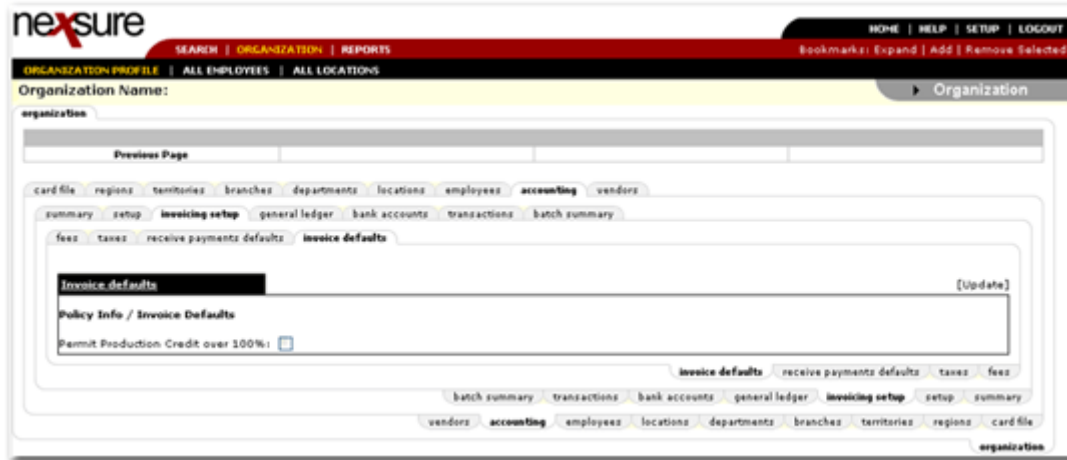 nexsure
HOME | HELP | SETUP | LOGOUT
SEARCH | ORGANIZATION | REPORTS
Bookmarks: Expand | Add | Remove Selected
ORGANIZATION PROFILE | ALL EMPLOYEES | ALL LOCATIONS
Organization Name:
Organization
organization
Previous Page
card file regions territories branches departments locations employees accounting vendors
summary setup invoicing setup general ledger bank accounts transactions batch summary
fees taxes receive payments defaults invoice defaults
Invoice defaults [Update]
Policy Info / Invoice Defaults
Permit Production Credit over 100%:
invoice defaults receive payments defaults taxes fees
batch summary transactions bank accounts general ledger invoicing setup setup summary
vendors accounting employees locations departments branches territories regions card file
organization